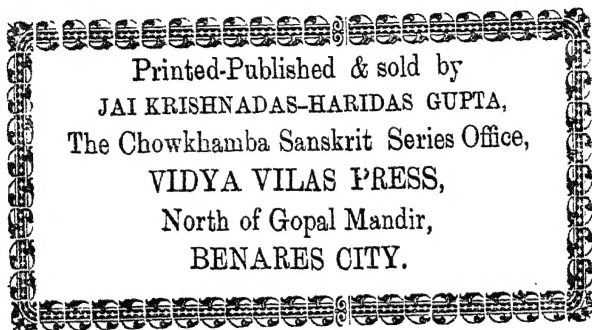 Printed-Published & sold by
JAI KRISHNADAS-HARIDAS GUPTA,
The Chowkhamba Sanskrit Series Office,
VIDYA VILAS PRESS,
North of Gopal Mandir,
BENARES CITY.